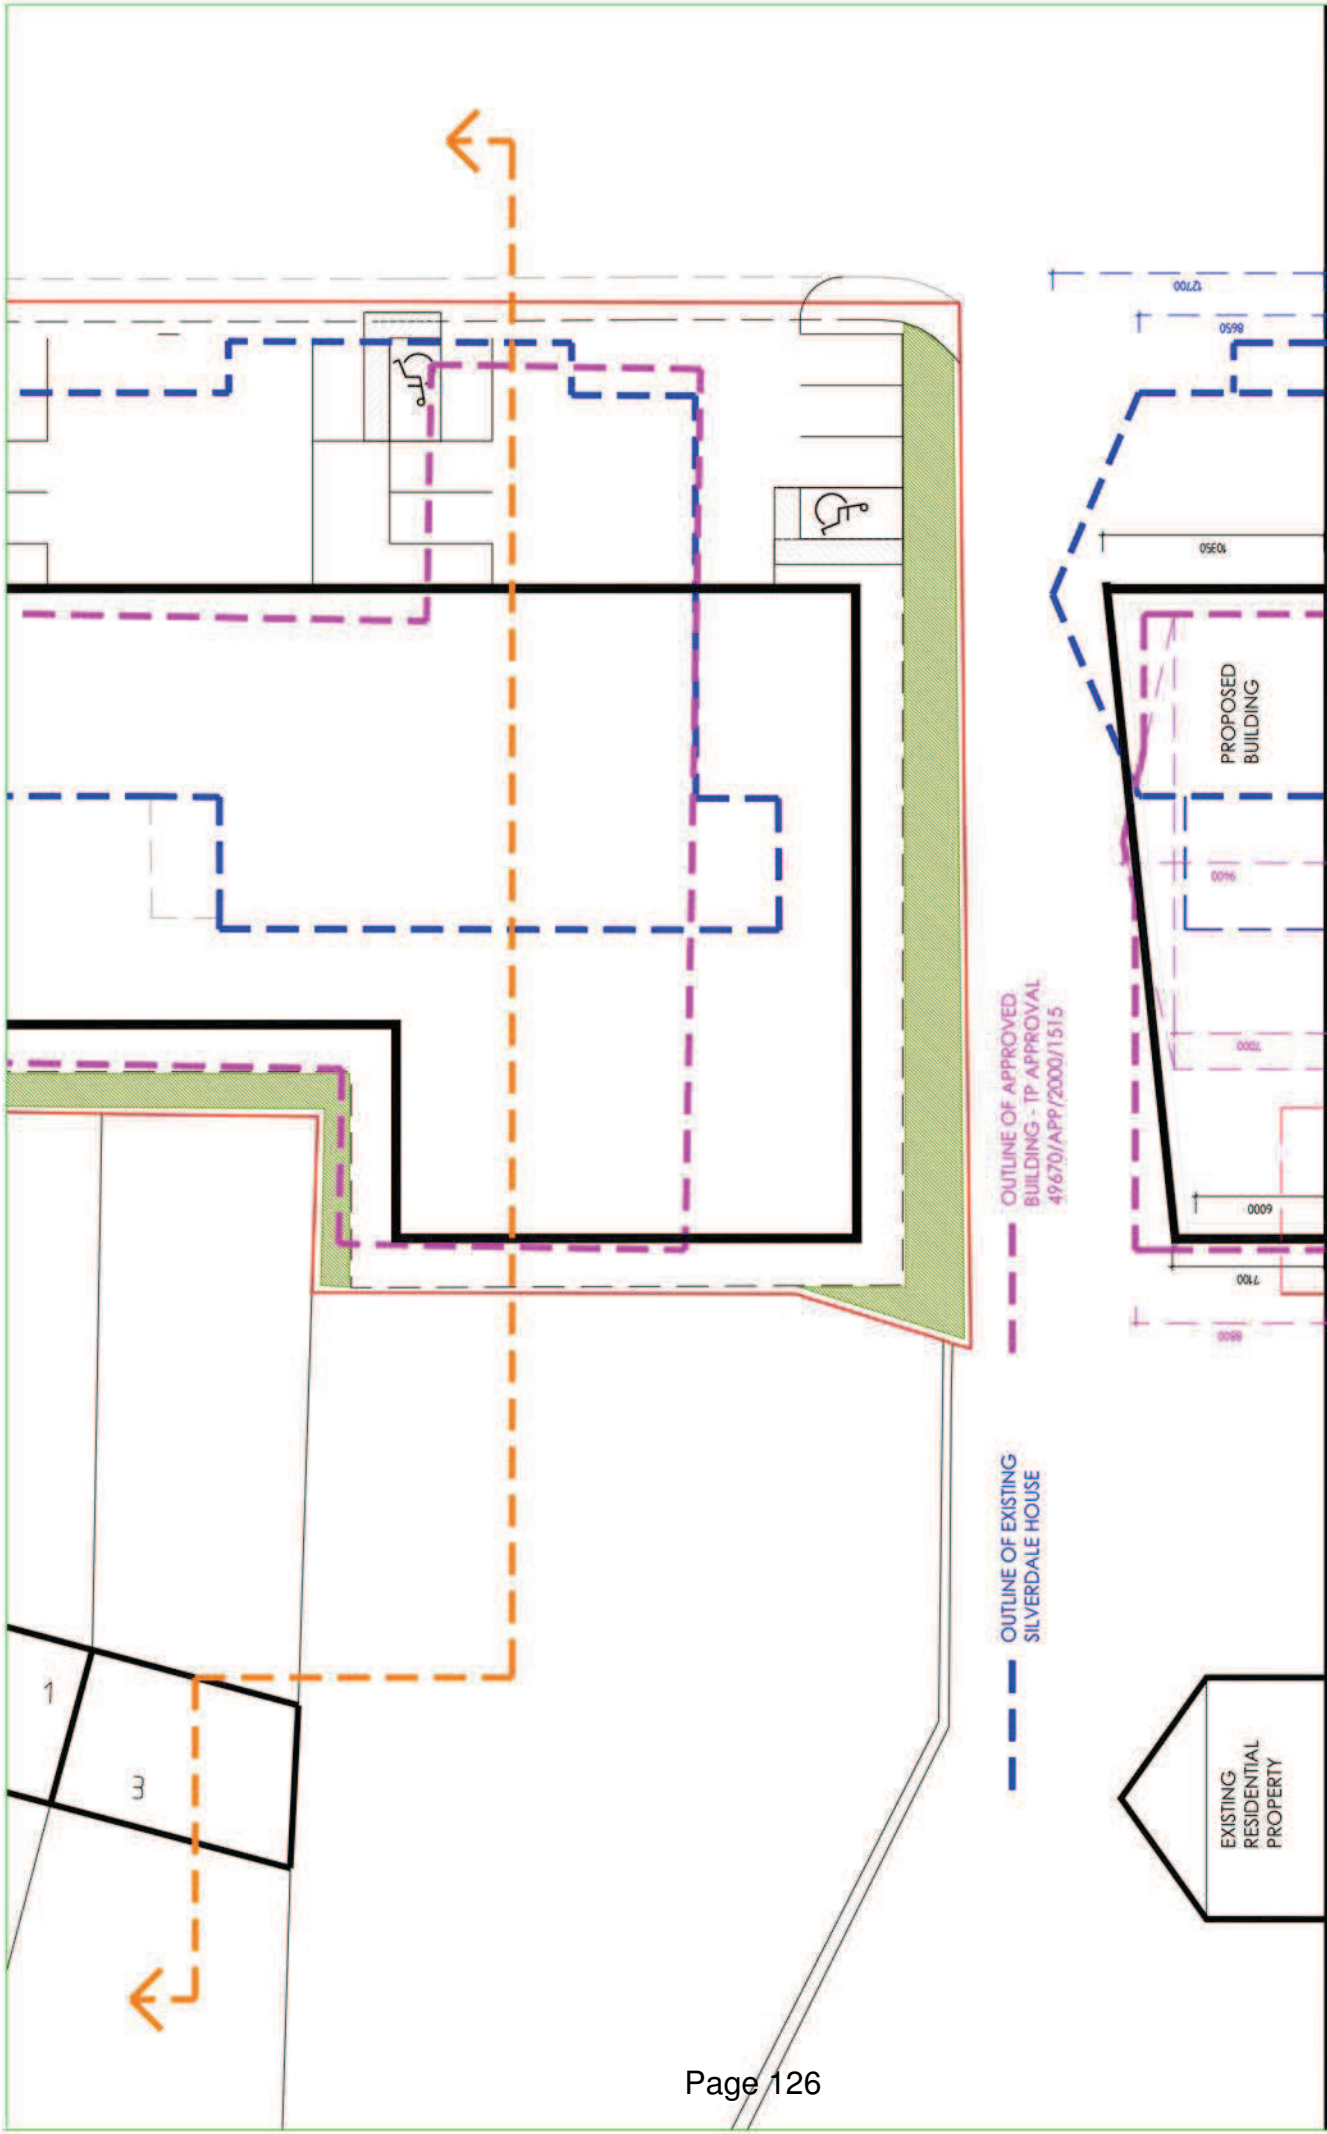 12700
8650
10350
PROPOSED
BUILDING
9400
7000
6000
7100
8800
OUTLINE OF APPROVED
BUILDING - TP APPROVAL
49670/APP/2000/1515
OUTLINE OF EXISTING
SILVERDALE HOUSE
1
3
EXISTING
RESIDENTIAL
PROPERTY
Page 126